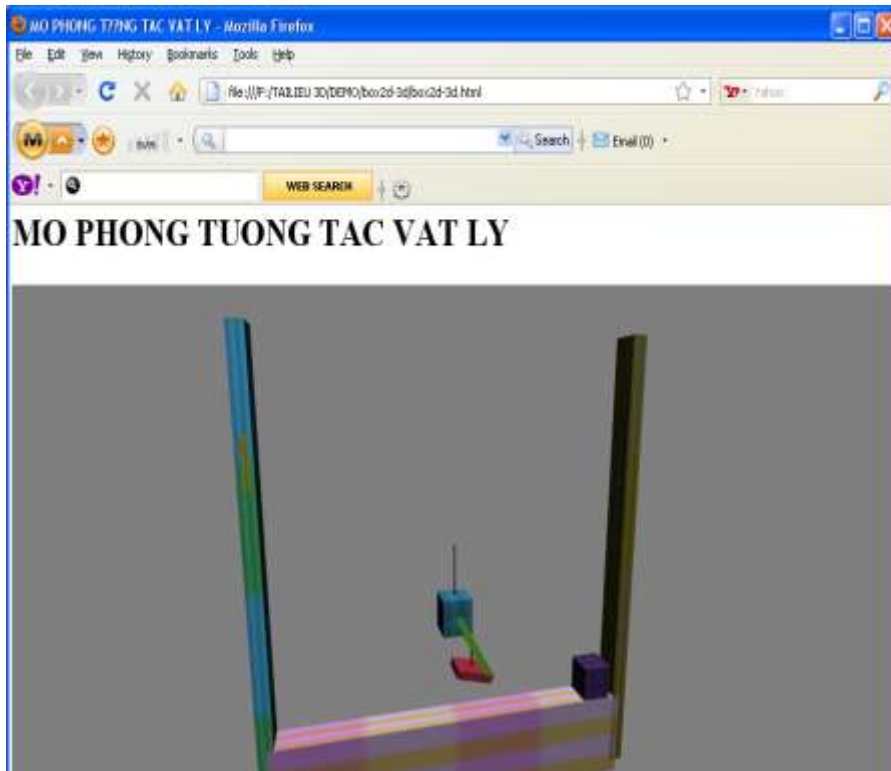 MO PHONG T??NG TAC VAT LY - Mozilla Firefox
File Edit View History Bookmarks Tools Help
file:///F:/TAILIEU 3D/DEMO/box2d-3d/box2d-3d.html
M Search Email (0)
Y! WEB SEARCH
MO PHONG TUONG TAC VAT LY